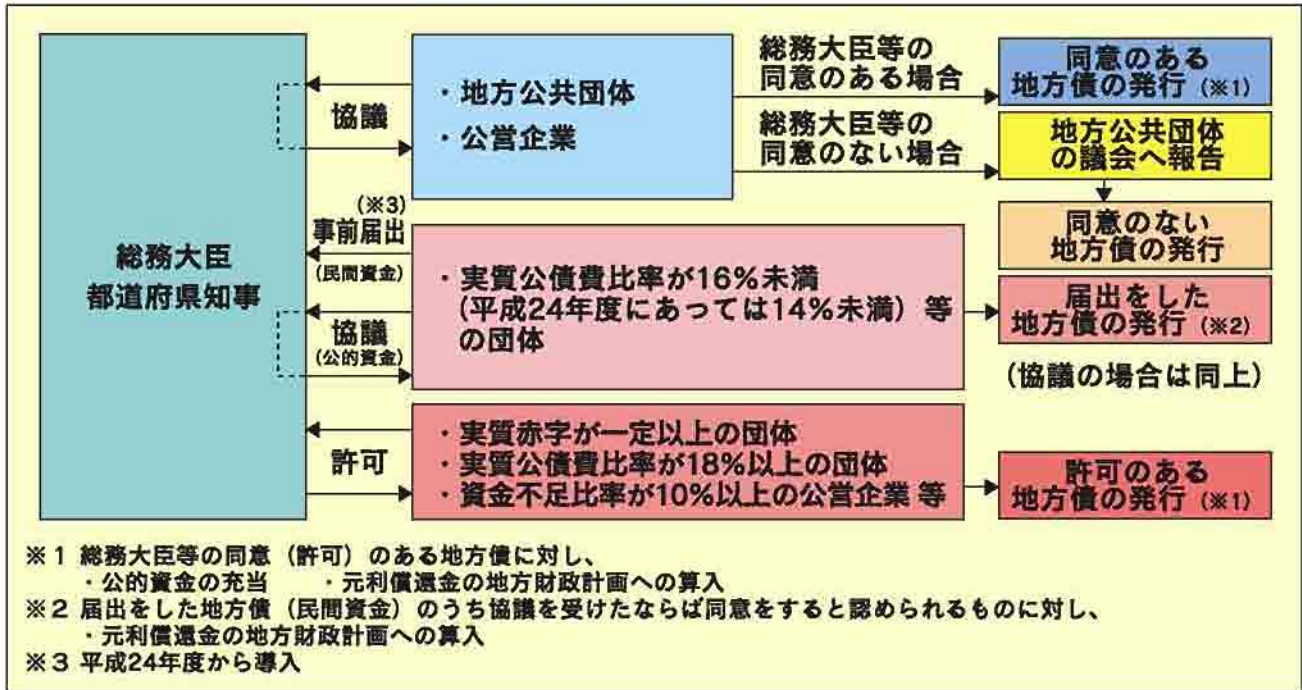 総務大臣
都道府県知事
協議
・地方公共団体
・公営企業
総務大臣等の
同意のある場合
同意のある
地方債の発行（※1）
総務大臣等の
同意のない場合
地方公共団体
の議会へ報告
同意のない
地方債の発行
（※3）
事前届出
（民間資金）
協議
（公的資金）
・実質公債費比率が16%未満
（平成24年度にあっては14%未満）等
の団体
届出をした
地方債の発行（※2）
（協議の場合は同上）
許可
・実質赤字が一定以上の団体
・実質公債費比率が18%以上の団体
・資金不足比率が10%以上の公営企業 等
許可のある
地方債の発行（※1）
※1 総務大臣等の同意（許可）のある地方債に対し、
・公的資金の充当　・元利償還金の地方財政計画への算入
※2 届出をした地方債（民間資金）のうち協議を受けたならば同意をすると認められるものに対し、
・元利償還金の地方財政計画への算入
※3 平成24年度から導入